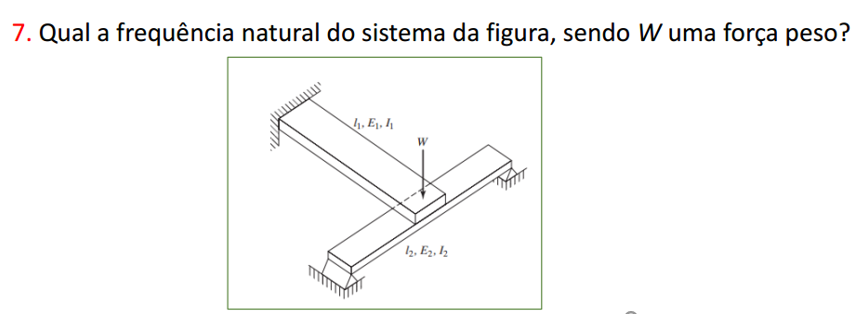 7. Qual a frequência natural do sistema da figura, sendo W uma força peso?
l₁, E₁, I₁
W
l₂, E₂, I₂